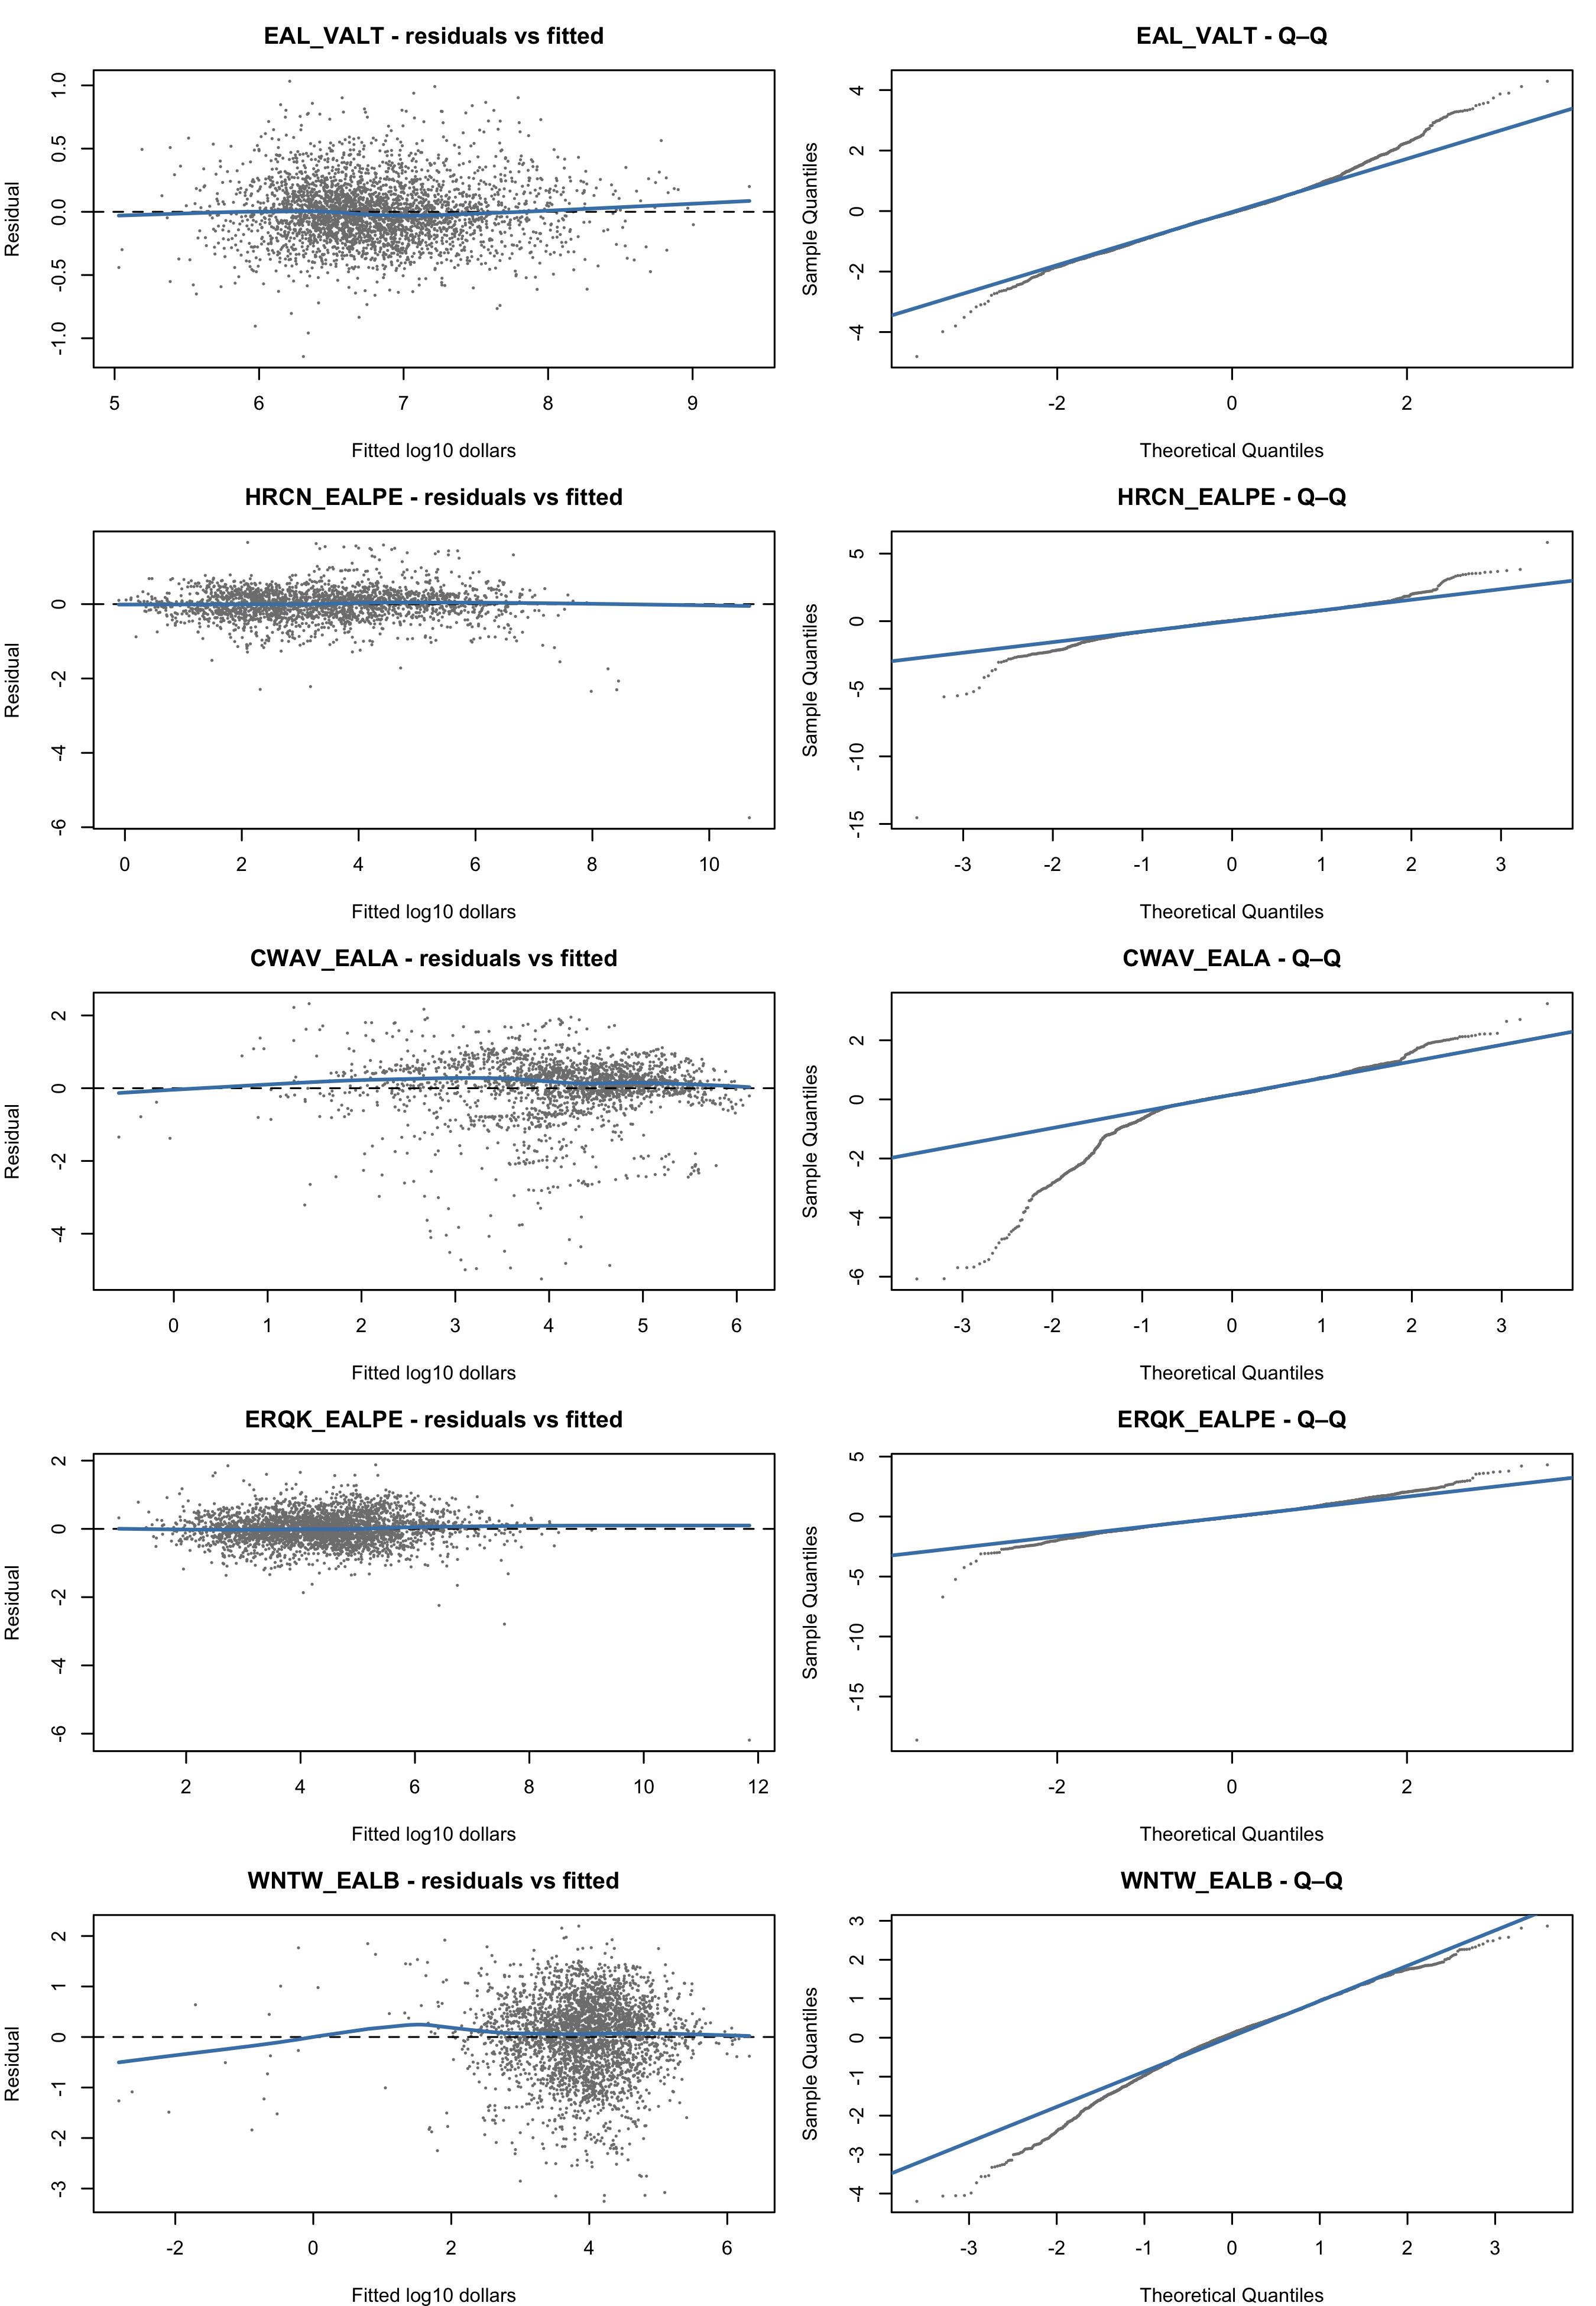 EAL_VALT - residuals vs fitted
Residual
1.0
0.5
0.0
-0.5
-1.0
5 6 7 8 9
Fitted log10 dollars
EAL_VALT - Q–Q
Sample Quantiles
4
2
0
-2
-4
-2 0 2
Theoretical Quantiles
HRCN_EALPE - residuals vs fitted
Residual
0
-2
-4
-6
0 2 4 6 8 10
Fitted log10 dollars
HRCN_EALPE - Q–Q
Sample Quantiles
5
0
-5
-10
-15
-3 -2 -1 0 1 2 3
Theoretical Quantiles
CWAV_EALA - residuals vs fitted
Residual
2
0
-2
-4
0 1 2 3 4 5 6
Fitted log10 dollars
CWAV_EALA - Q–Q
Sample Quantiles
2
0
-2
-4
-6
-3 -2 -1 0 1 2 3
Theoretical Quantiles
ERQK_EALPE - residuals vs fitted
Residual
2
0
-2
-4
-6
2 4 6 8 10 12
Fitted log10 dollars
ERQK_EALPE - Q–Q
Sample Quantiles
5
0
-5
-10
-15
-2 0 2
Theoretical Quantiles
WNTW_EALB - residuals vs fitted
Residual
2
1
0
-1
-2
-3
-2 0 2 4 6
Fitted log10 dollars
WNTW_EALB - Q–Q
Sample Quantiles
3
2
1
0
-1
-2
-3
-4
-3 -2 -1 0 1 2 3
Theoretical Quantiles